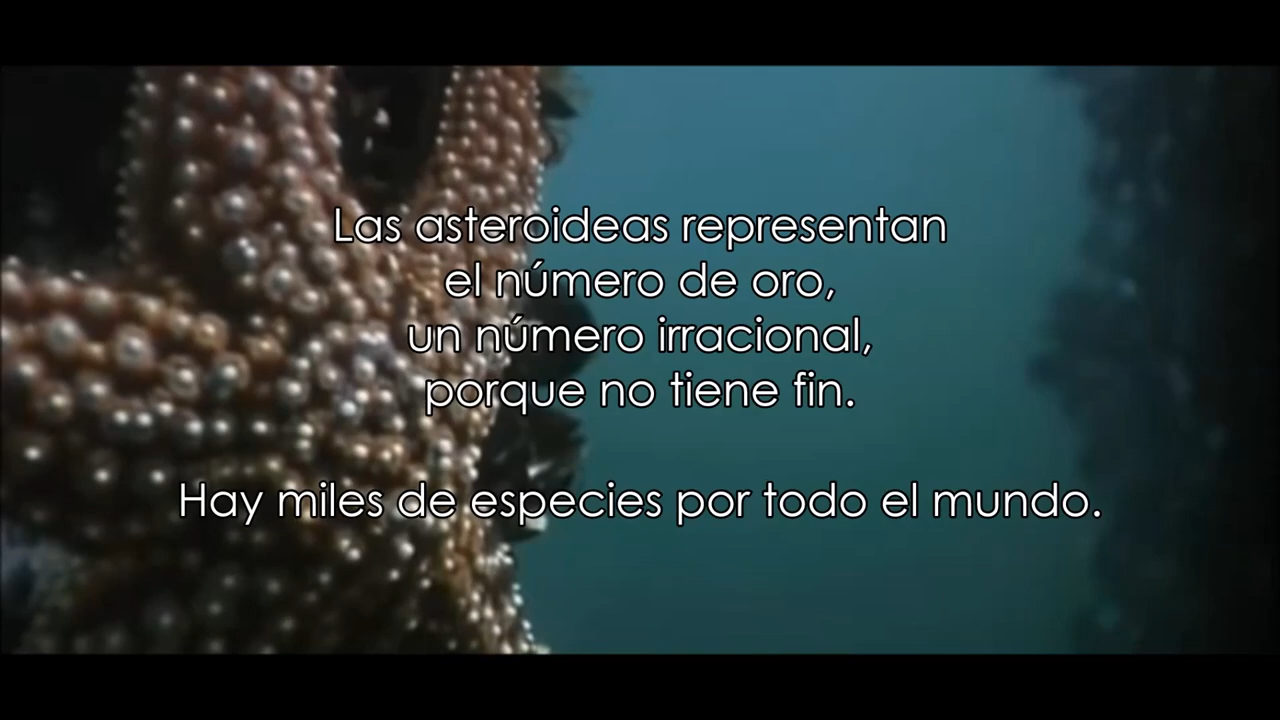 Las asteroideas representan
el número de oro,
un número irracional,
porque no tiene fin.
Hay miles de especies por todo el mundo.